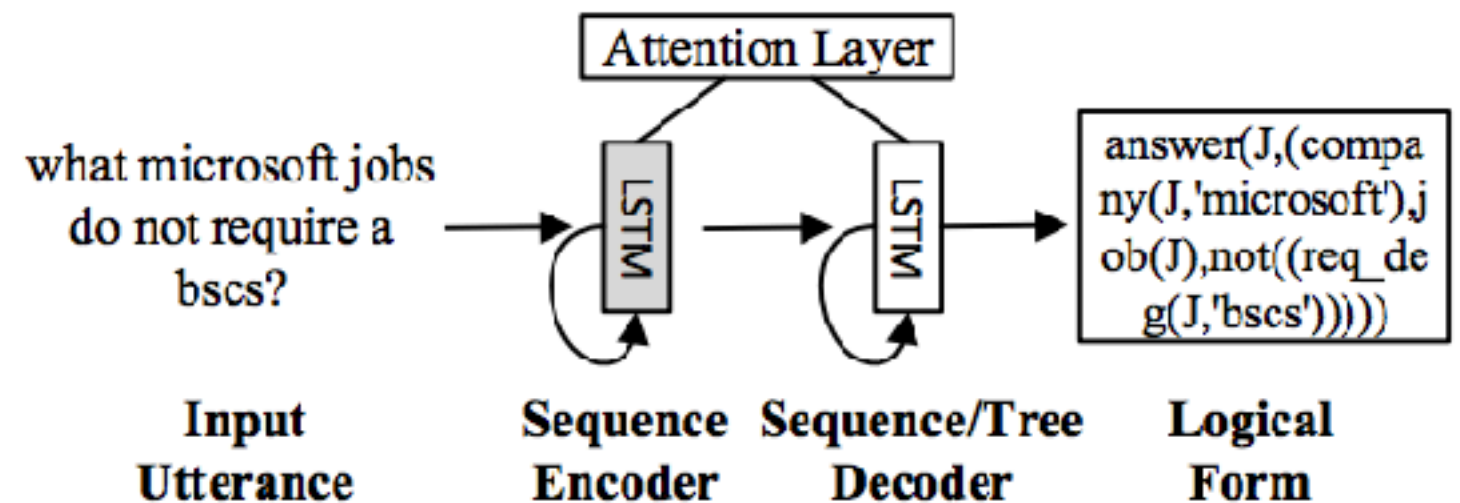 Attention Layer
what microsoft jobs
do not require a
bscs?
LSTM
LSTM
answer(J,(compa
ny(J,'microsoft'),j
ob(J),not((req_de
g(J,'bscs')))))
Input
Utterance
Sequence
Encoder
Sequence/Tree
Decoder
Logical
Form